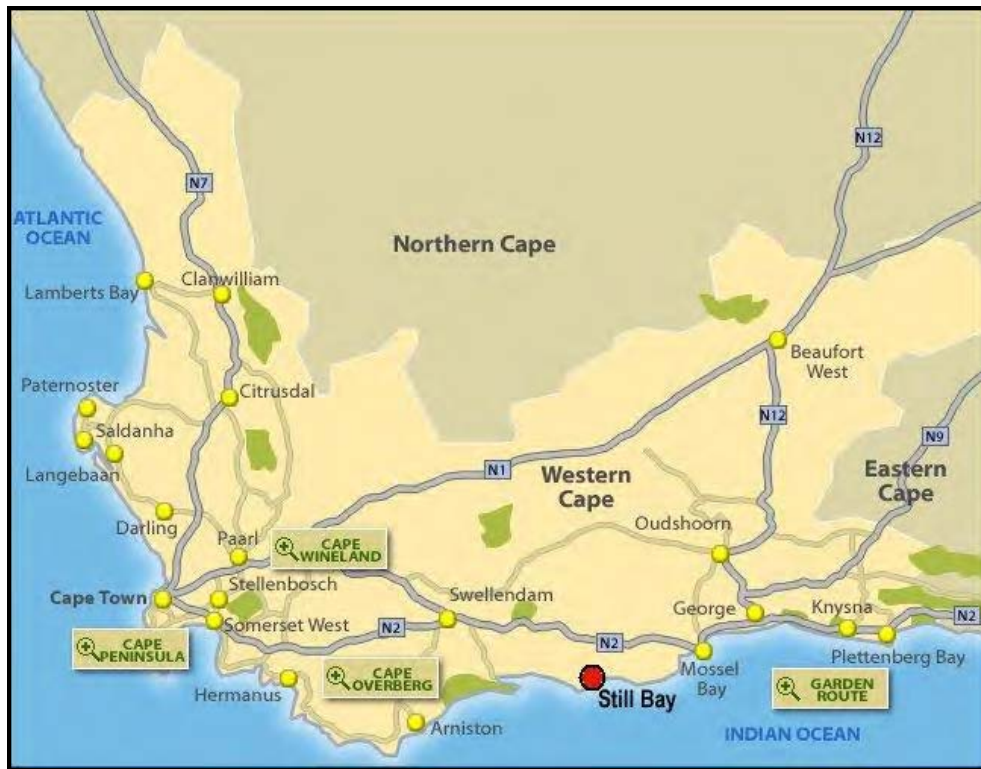 N12
N7
ATLANTIC
OCEAN
Northern Cape
Clanwilliam
Lamberts Bay
Beaufort
West
Paternoster
Citrusdal
N12
Saldanha
N9
Langebaan
N1
Western
Cape
Eastern
Cape
Darling
Oudshoorn
Paarl
CAPE
WINELAND
Stellenbosch
Swellendam
Cape Town
George
Knysna
N2
Somerset West
N2
N2
CAPE
PENINSULA
Plettenberg Bay
Mossel
Bay
Hermanus
CAPE
OVERBERG
Still Bay
GARDEN
ROUTE
Arniston
INDIAN OCEAN